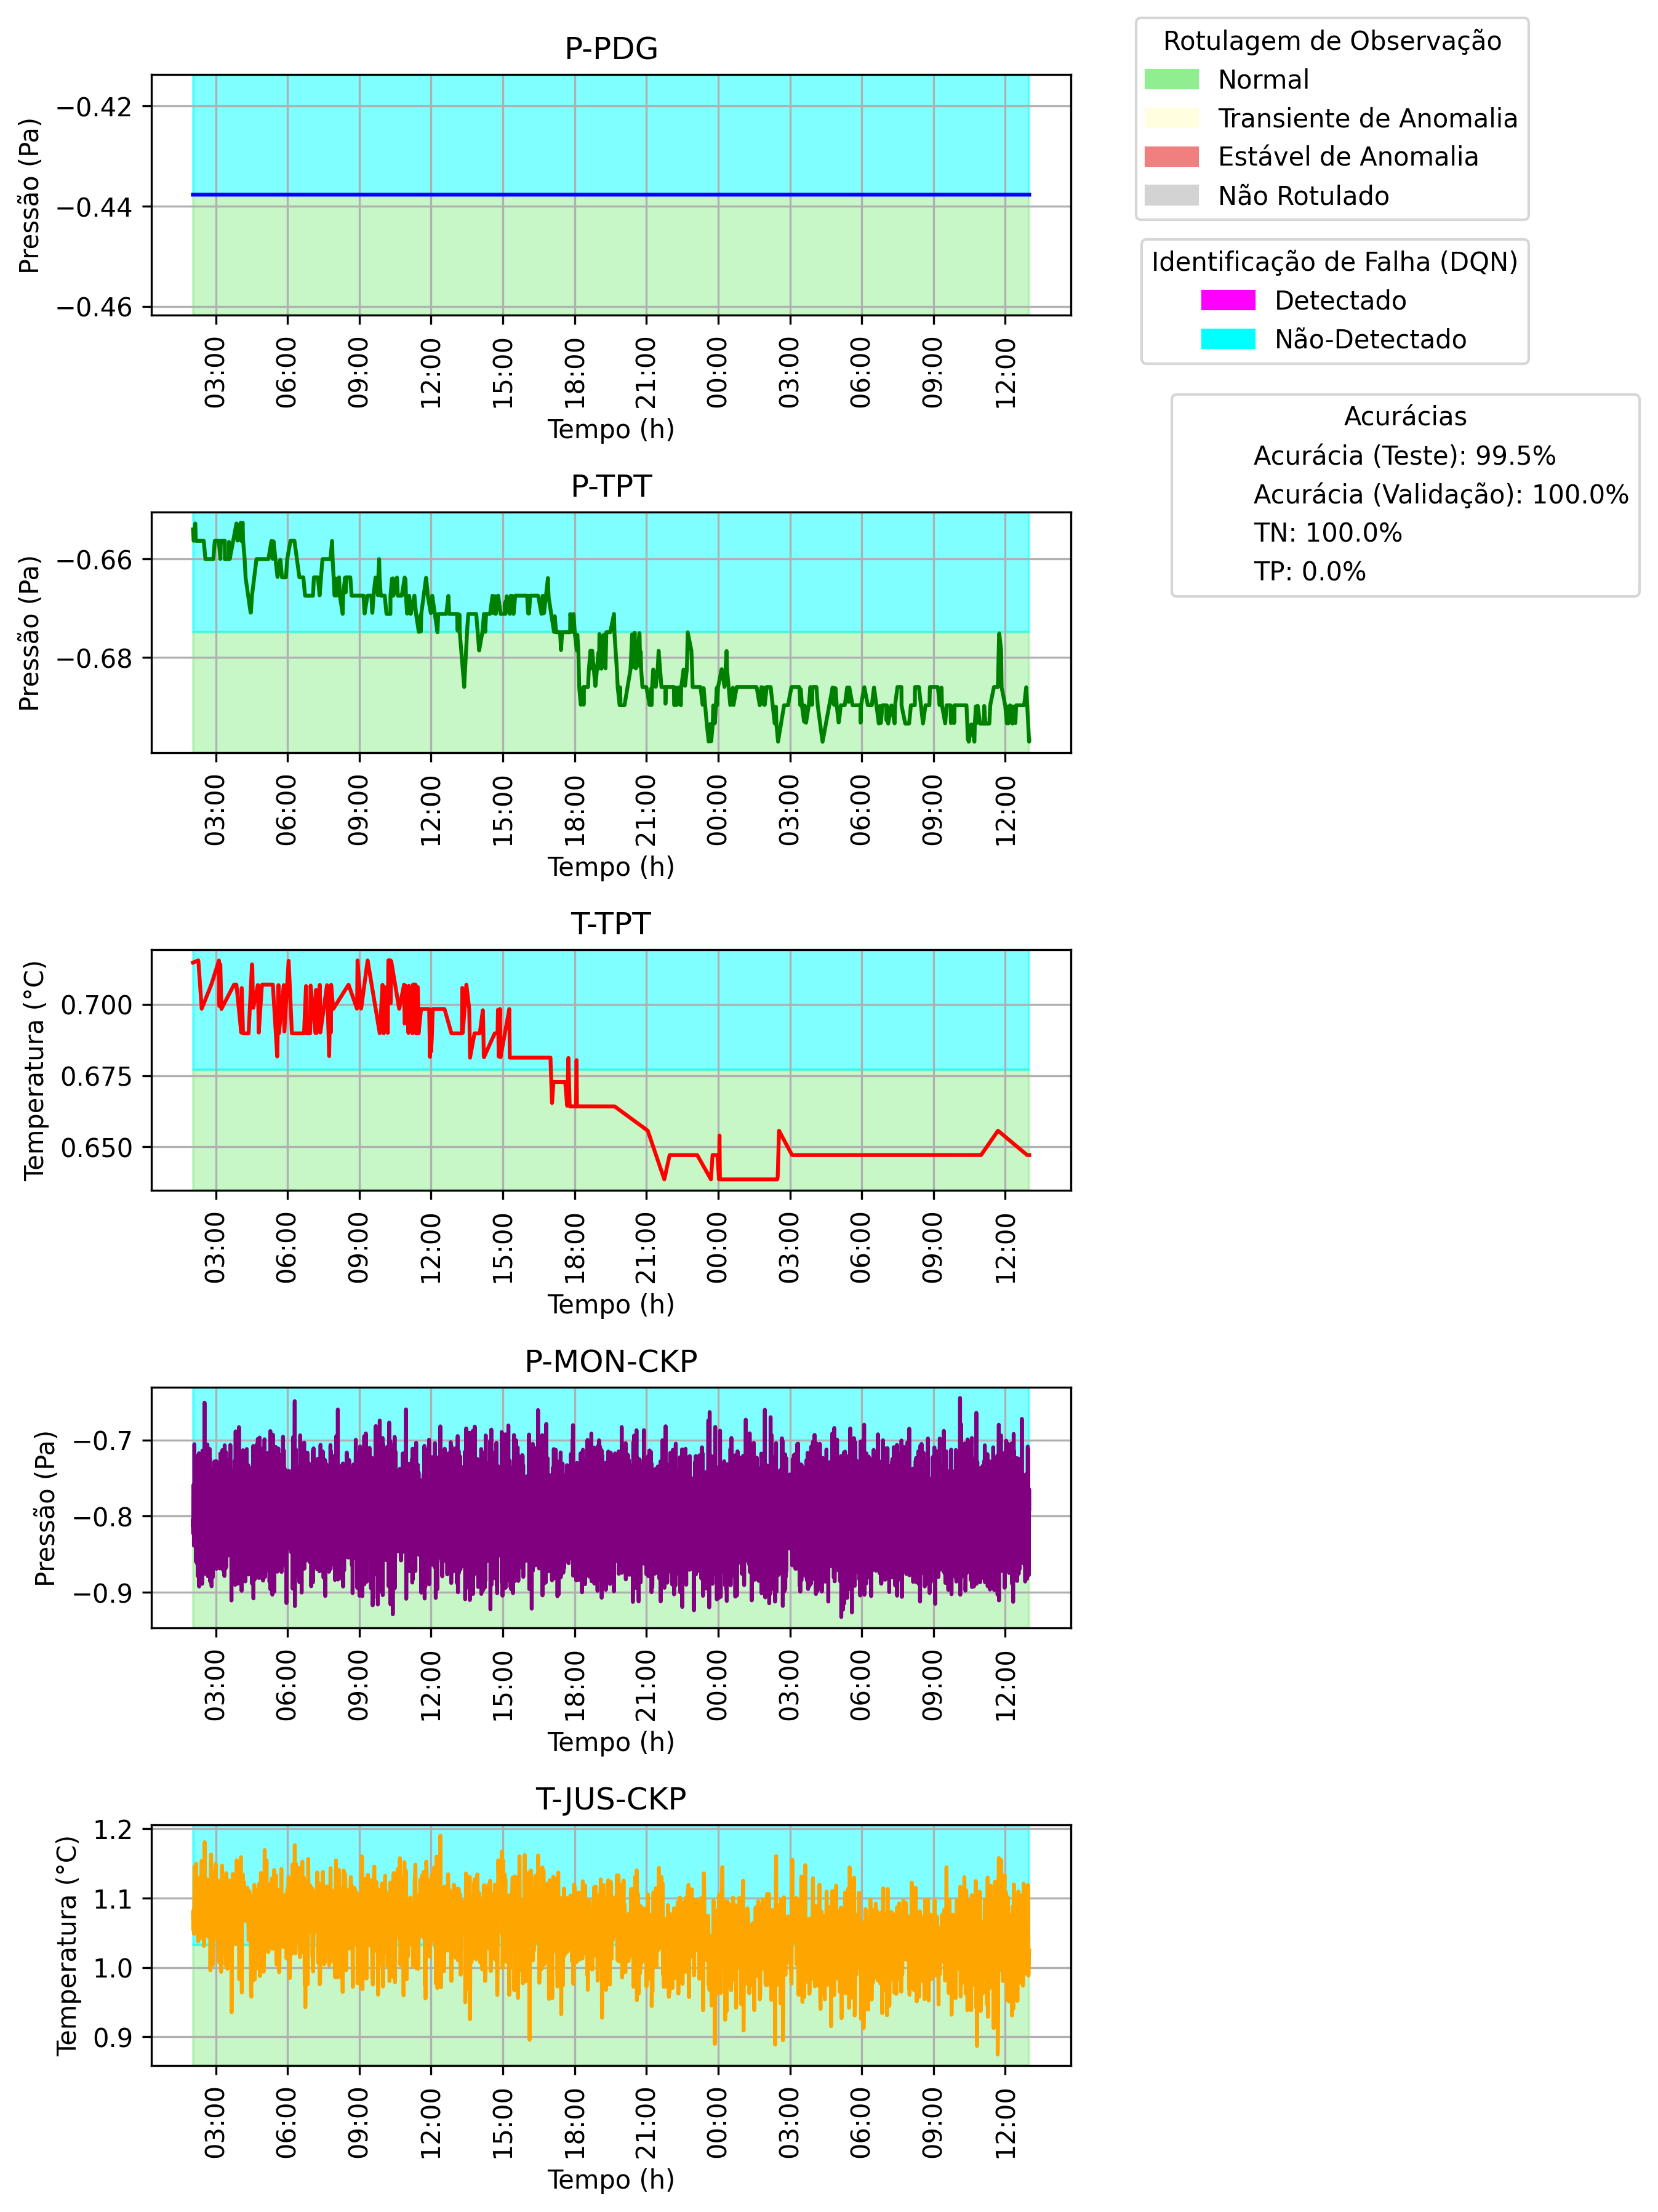 P-PDG
Pressão (Pa)
−0.42
−0.44
−0.46
03:00 06:00 09:00 12:00 15:00 18:00 21:00 00:00 03:00 06:00 09:00 12:00
Tempo (h)
Rotulagem de Observação
Normal
Transiente de Anomalia
Estável de Anomalia
Não Rotulado
Identificação de Falha (DQN)
Detectado
Não-Detectado
Acurácias
Acurácia (Teste): 99.5%
Acurácia (Validação): 100.0%
TN: 100.0%
TP: 0.0%
P-TPT
Pressão (Pa)
−0.66
−0.68
03:00 06:00 09:00 12:00 15:00 18:00 21:00 00:00 03:00 06:00 09:00 12:00
Tempo (h)
T-TPT
Temperatura (°C)
0.700
0.675
0.650
03:00 06:00 09:00 12:00 15:00 18:00 21:00 00:00 03:00 06:00 09:00 12:00
Tempo (h)
P-MON-CKP
Pressão (Pa)
−0.7
−0.8
−0.9
03:00 06:00 09:00 12:00 15:00 18:00 21:00 00:00 03:00 06:00 09:00 12:00
Tempo (h)
T-JUS-CKP
Temperatura (°C)
1.2
1.1
1.0
0.9
03:00 06:00 09:00 12:00 15:00 18:00 21:00 00:00 03:00 06:00 09:00 12:00
Tempo (h)